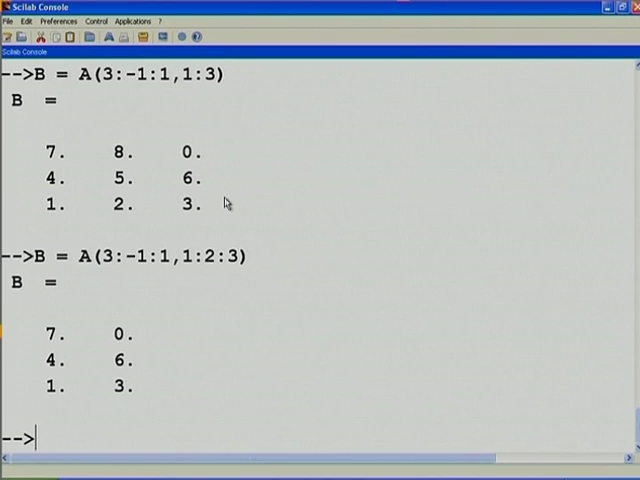 Scilab Console
File Edit Preferences Control Applications ?
Scilab Console
-->B = A(3:-1:1,1:3)
B =
7. 8. 0.
4. 5. 6.
1. 2. 3.
-->B = A(3:-1:1,1:2:3)
B =
7. 0.
4. 6.
1. 3.
-->